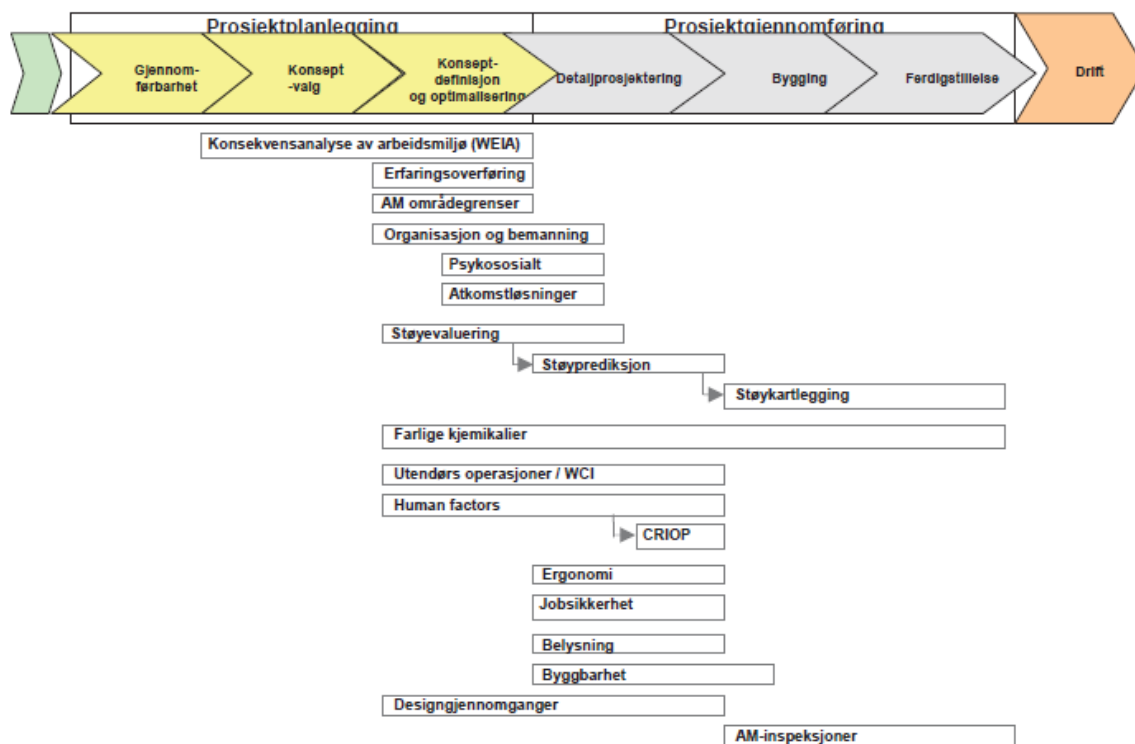 Prosjektplanlegging
Prosjektgjennomføring
Gjennom-
førbarhet
Konsept
-valg
Konsept-
definisjon
og optimalisering
Detaljprosjektering
Bygging
Ferdigstillelse
Drift
Konsekvensanalyse av arbeidsmiljø (WEIA)
Erfaringsoverføring
AM områdegrenser
Organisasjon og bemanning
Psykososialt
Atkomstløsninger
Støyevaluering
Støyprediksjon
Støykartlegging
Farlige kjemikalier
Utendørs operasjoner / WCI
Human factors
CRIOP
Ergonomi
Jobsikkerhet
Belysning
Byggbarhet
Designgjennomganger
AM-inspeksjoner